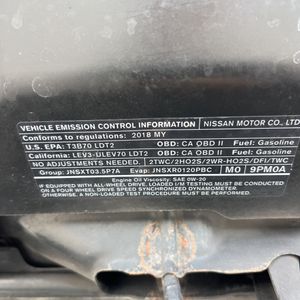 VEHICLE EMISSION CONTROL INFORMATION NISSAN MOTOR CO., LTD.
Conforms to regulations: 2018 MY
U.S. EPA: T3B70 LDT2 OBD: CA OBD II Fuel: Gasoline
California: LEV3-ULEV70 LDT2 OBD: CA OBD II Fuel: Gasoline
NO ADJUSTMENTS NEEDED. 2TWC/2HO2S/2WR-HO2S/DFI/TWC
Group: JNSXT03.5P7A Evap: JNSXR0120PBC M0 9PM0A
Engine Oil Viscosity: SAE 0W-20
IF EQUIPPED WITH ALL-WHEEL DRIVE, LOADED I/M TESTING MUST BE CONDUCTED
ON A FOUR WHEEL DRIVE SPEED SYNCHRONIZED DYNAMOMETER.
OTHERWISE, A NON-LOADED TEST MUST BE CONDUCTED.